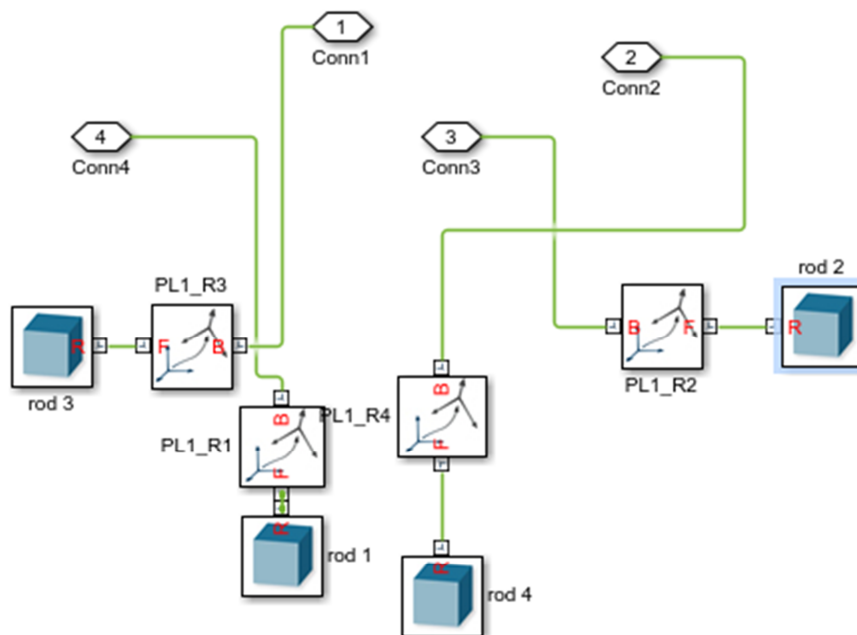 1
Conn1
2
Conn2
4
Conn4
3
Conn3
PL1_R3
rod 2
R
F
B
B
F
R
rod 3
PL1_R2
B
PL1_R1
F
B
PL1_R4
F
R
rod 1
R
rod 4